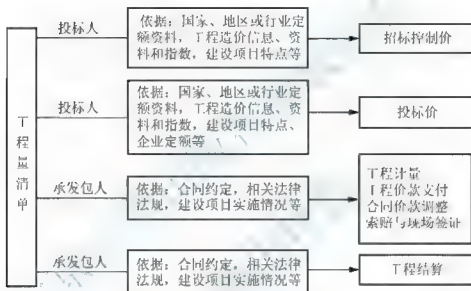 工程量清单
投标人
依据：国家、地区或行业定
额资料，工程造价信息、资
料和指数，建设项目特点等
招标控制价
投标人
依据：国家、地区或行业定
额资料，工程造价信息、资
料和指数，建设项目特点、
企业定额等
投标价
承发包人
依据：合同约定，相关法律
法规，建设项目实施情况等
工程计量
工程价款支付
合同价款调整
索赔与现场签证
承发包人
依据：合同约定，相关法律
法规，建设项目实施情况等
工程结算